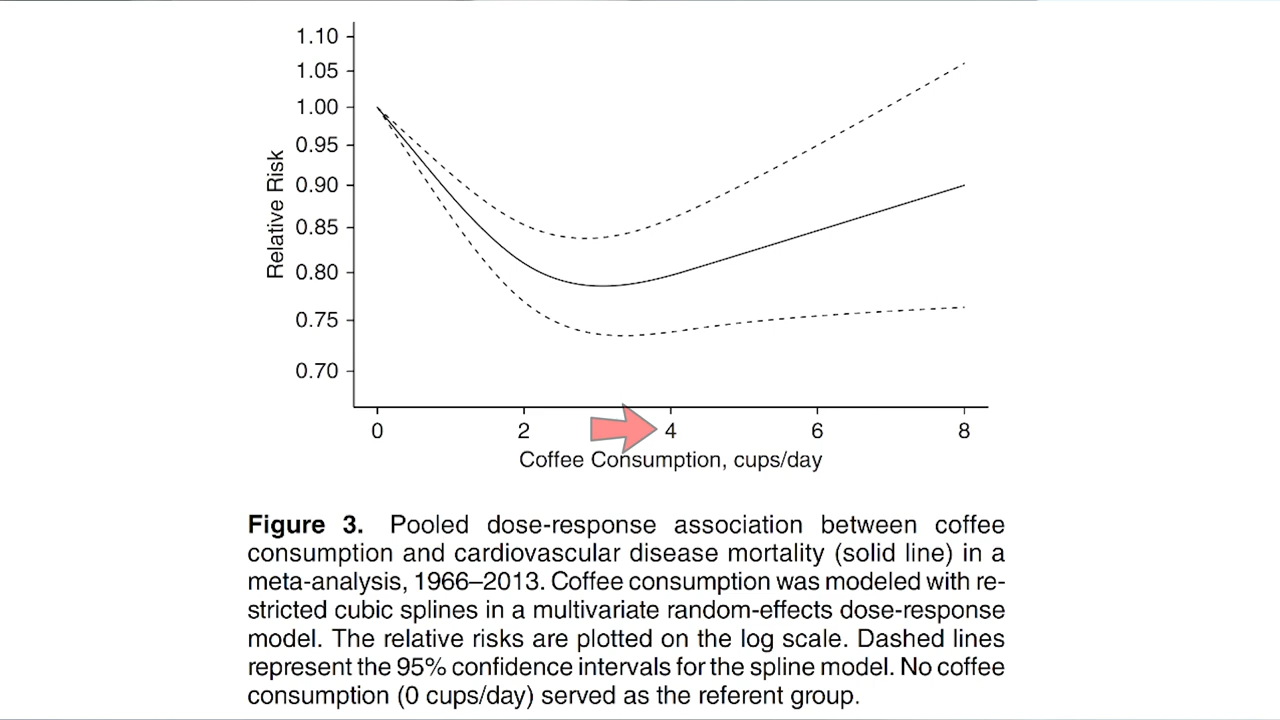 1.10
1.05
1.00
0.95
0.90
0.85
0.80
0.75
0.70
Relative Risk
0 2 4 6 8
Coffee Consumption, cups/day
Figure 3. Pooled dose-response association between coffee
consumption and cardiovascular disease mortality (solid line) in a
meta-analysis, 1966–2013. Coffee consumption was modeled with re-
stricted cubic splines in a multivariate random-effects dose-response
model. The relative risks are plotted on the log scale. Dashed lines
represent the 95% confidence intervals for the spline model. No coffee
consumption (0 cups/day) served as the referent group.